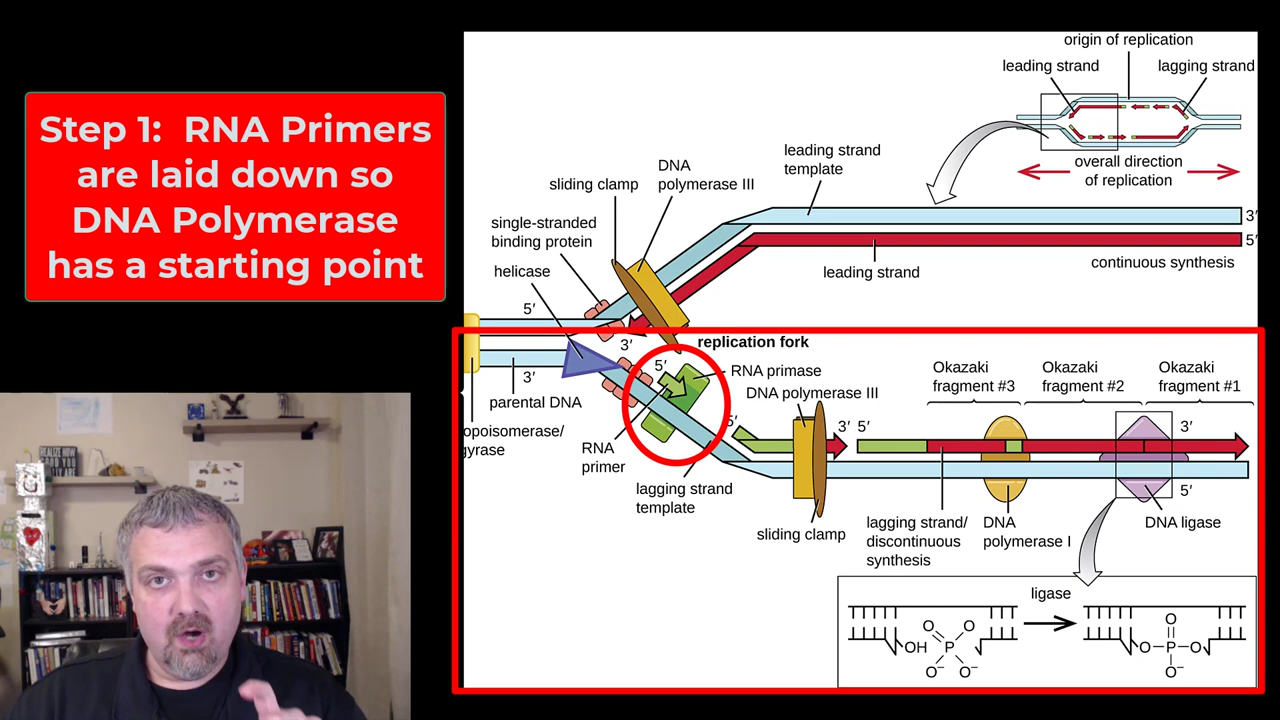 Step 1: RNA Primers
are laid down so
DNA Polymerase
has a starting point
origin of replication
leading strand
lagging strand
overall direction
of replication
leading strand
template
DNA
polymerase III
sliding clamp
single-stranded
binding protein
helicase
3′
5′
leading strand
continuous synthesis
5′
3′
replication fork
3′
parental DNA
opoisomerase/
gyrase
5′
RNA primase
DNA polymerase III
RNA
primer
lagging strand
template
5′
3′
5′
sliding clamp
Okazaki
fragment #3
Okazaki
fragment #2
Okazaki
fragment #1
3′
5′
lagging strand/
discontinuous
synthesis
DNA
polymerase I
DNA ligase
ligase
OH
O
O
P
O⁻
O⁻
O
O–P–O
O⁻